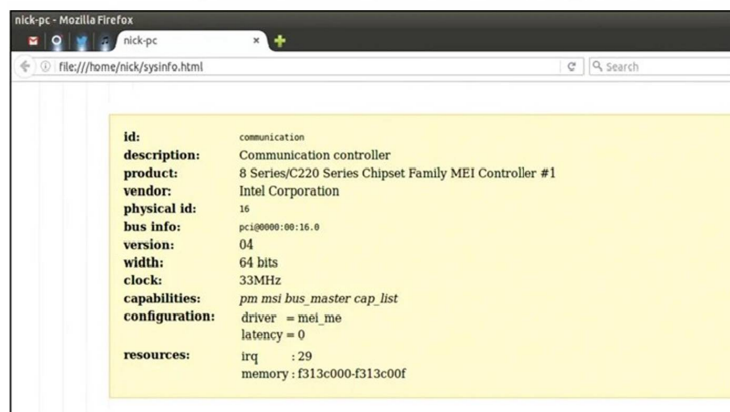 nick-pc - Mozilla Firefox
nick-pc
file:///home/nick/sysinfo.html
Search
id: communication
description: Communication controller
product: 8 Series/C220 Series Chipset Family MEI Controller #1
vendor: Intel Corporation
physical id: 16
bus info: pci@0000:00:16.0
version: 04
width: 64 bits
clock: 33MHz
capabilities: pm msi bus_master cap_list
configuration: driver = mei_me
latency = 0
resources: irq : 29
memory : f313c000-f313c00f